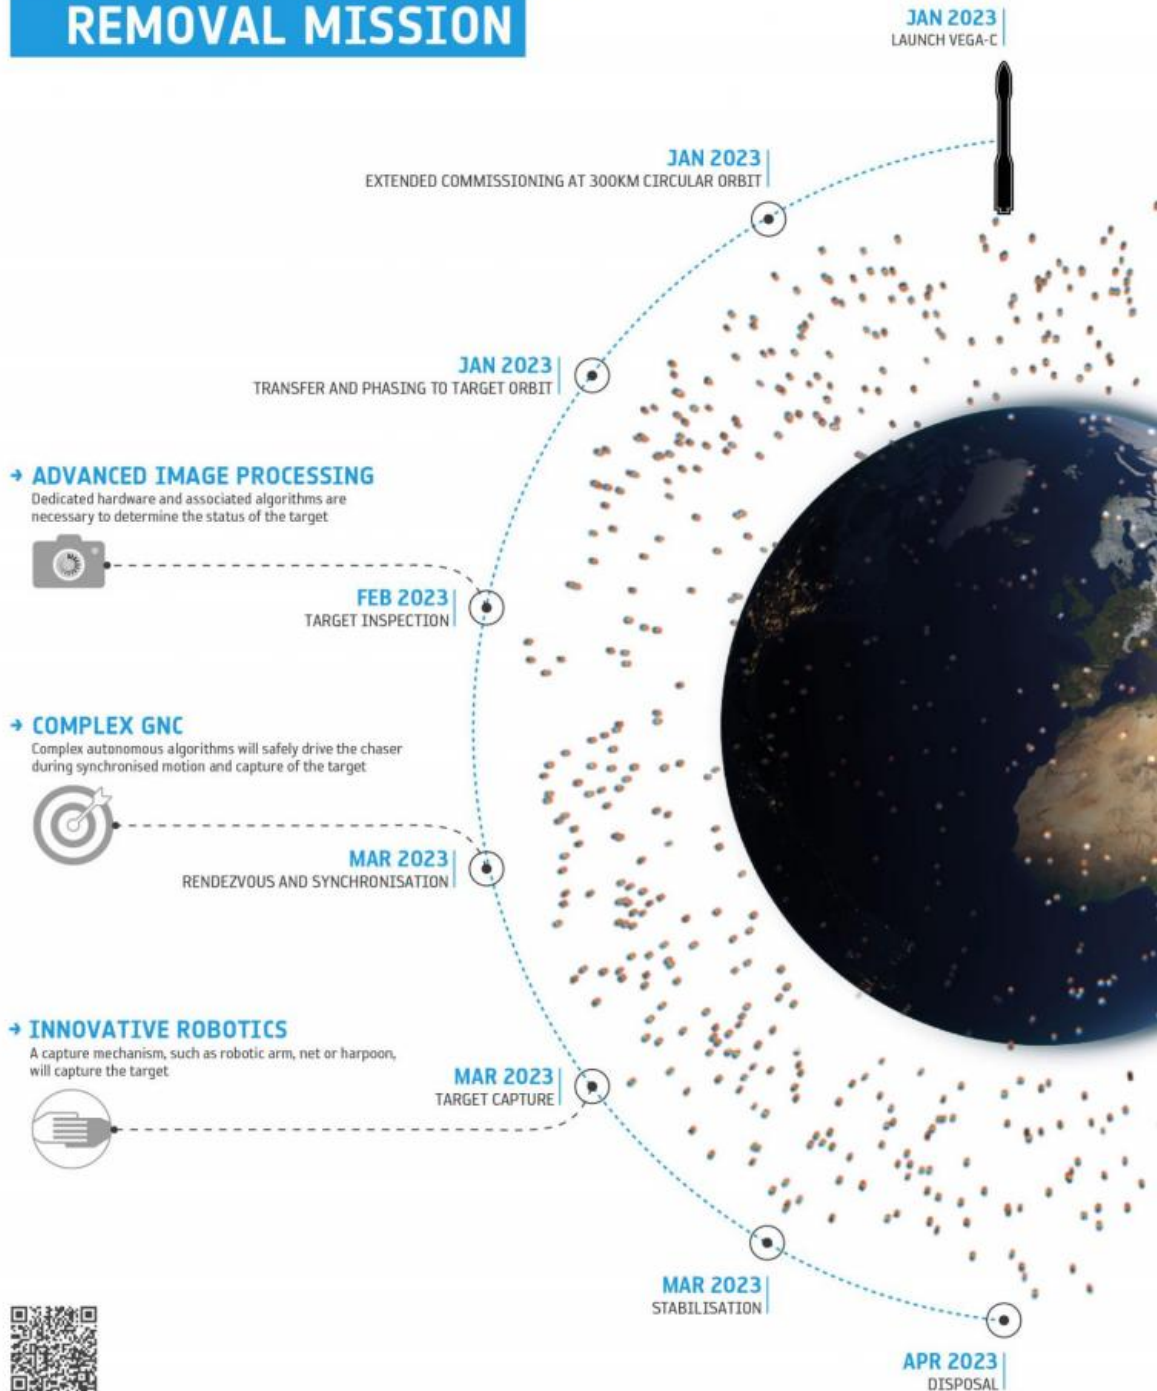 REMOVAL MISSION
JAN 2023
LAUNCH VEGA-C
JAN 2023
EXTENDED COMMISSIONING AT 300KM CIRCULAR ORBIT
JAN 2023
TRANSFER AND PHASING TO TARGET ORBIT
→ ADVANCED IMAGE PROCESSING
Dedicated hardware and associated algorithms are
necessary to determine the status of the target
FEB 2023
TARGET INSPECTION
→ COMPLEX GNC
Complex autonomous algorithms will safely drive the chaser
during synchronised motion and capture of the target
MAR 2023
RENDEZVOUS AND SYNCHRONISATION
→ INNOVATIVE ROBOTICS
A capture mechanism, such as robotic arm, net or harpoon,
will capture the target
MAR 2023
TARGET CAPTURE
MAR 2023
STABILISATION
APR 2023
DISPOSAL